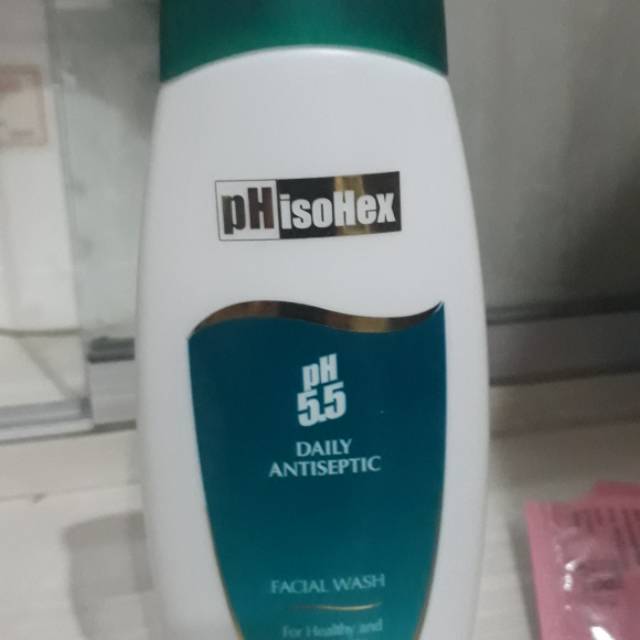 pHisoHex
pH
5.5
DAILY
ANTISEPTIC
FACIAL WASH
For Healthy and